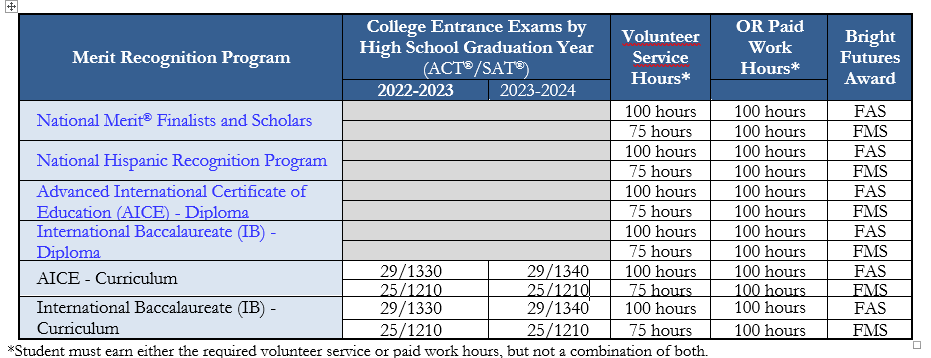 Merit Recognition Program
College Entrance Exams by
High School Graduation Year
(ACT®/SAT®)
2022-2023 2023-2024
Volunteer
Service
Hours*
OR Paid
Work
Hours*
Bright
Futures
Award
National Merit® Finalists and Scholars
100 hours 100 hours FAS
75 hours 100 hours FMS
National Hispanic Recognition Program
100 hours 100 hours FAS
75 hours 100 hours FMS
Advanced International Certificate of
Education (AICE) - Diploma
100 hours 100 hours FAS
75 hours 100 hours FMS
International Baccalaureate (IB) -
Diploma
100 hours 100 hours FAS
75 hours 100 hours FMS
AICE - Curriculum
29/1330 29/1340 100 hours 100 hours FAS
25/1210 25/1210 75 hours 100 hours FMS
International Baccalaureate (IB) -
Curriculum
29/1330 29/1340 100 hours 100 hours FAS
25/1210 25/1210 75 hours 100 hours FMS
*Student must earn either the required volunteer service or paid work hours, but not a combination of both.